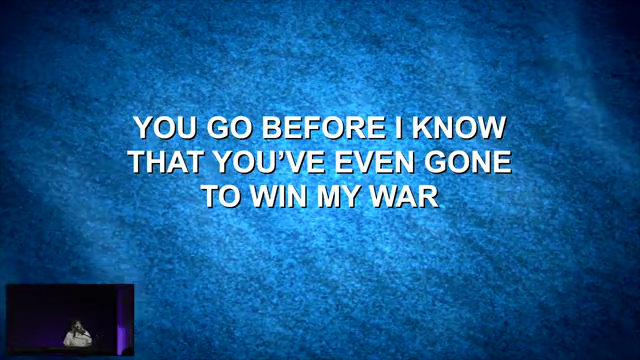 YOU GO BEFORE I KNOW
THAT YOU'VE EVEN GONE
TO WIN MY WAR